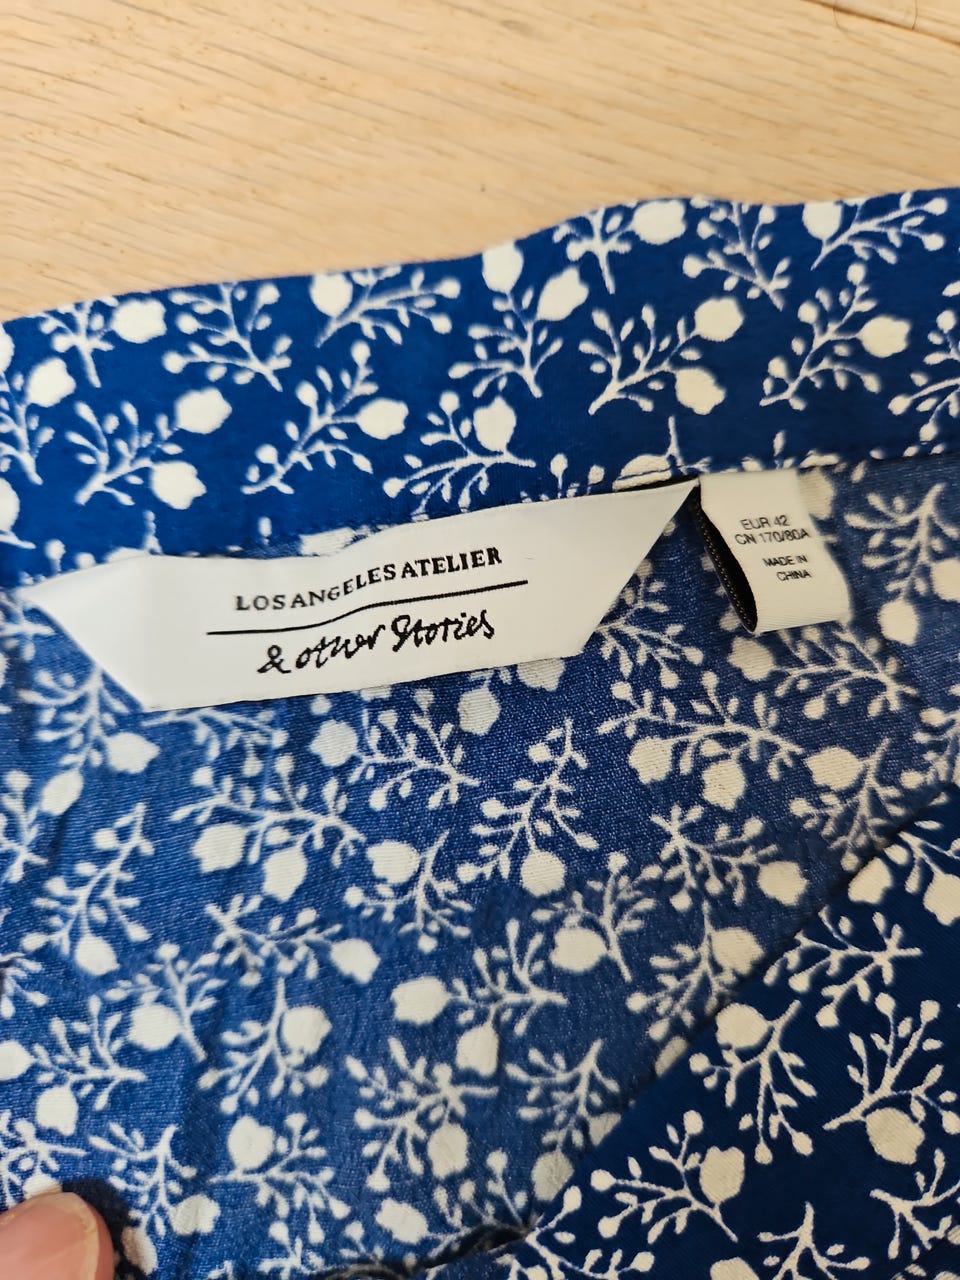 LOS ANGELES ATELIER
& other Stories
EUR 42
CN 170/80A
MADE IN
CHINA